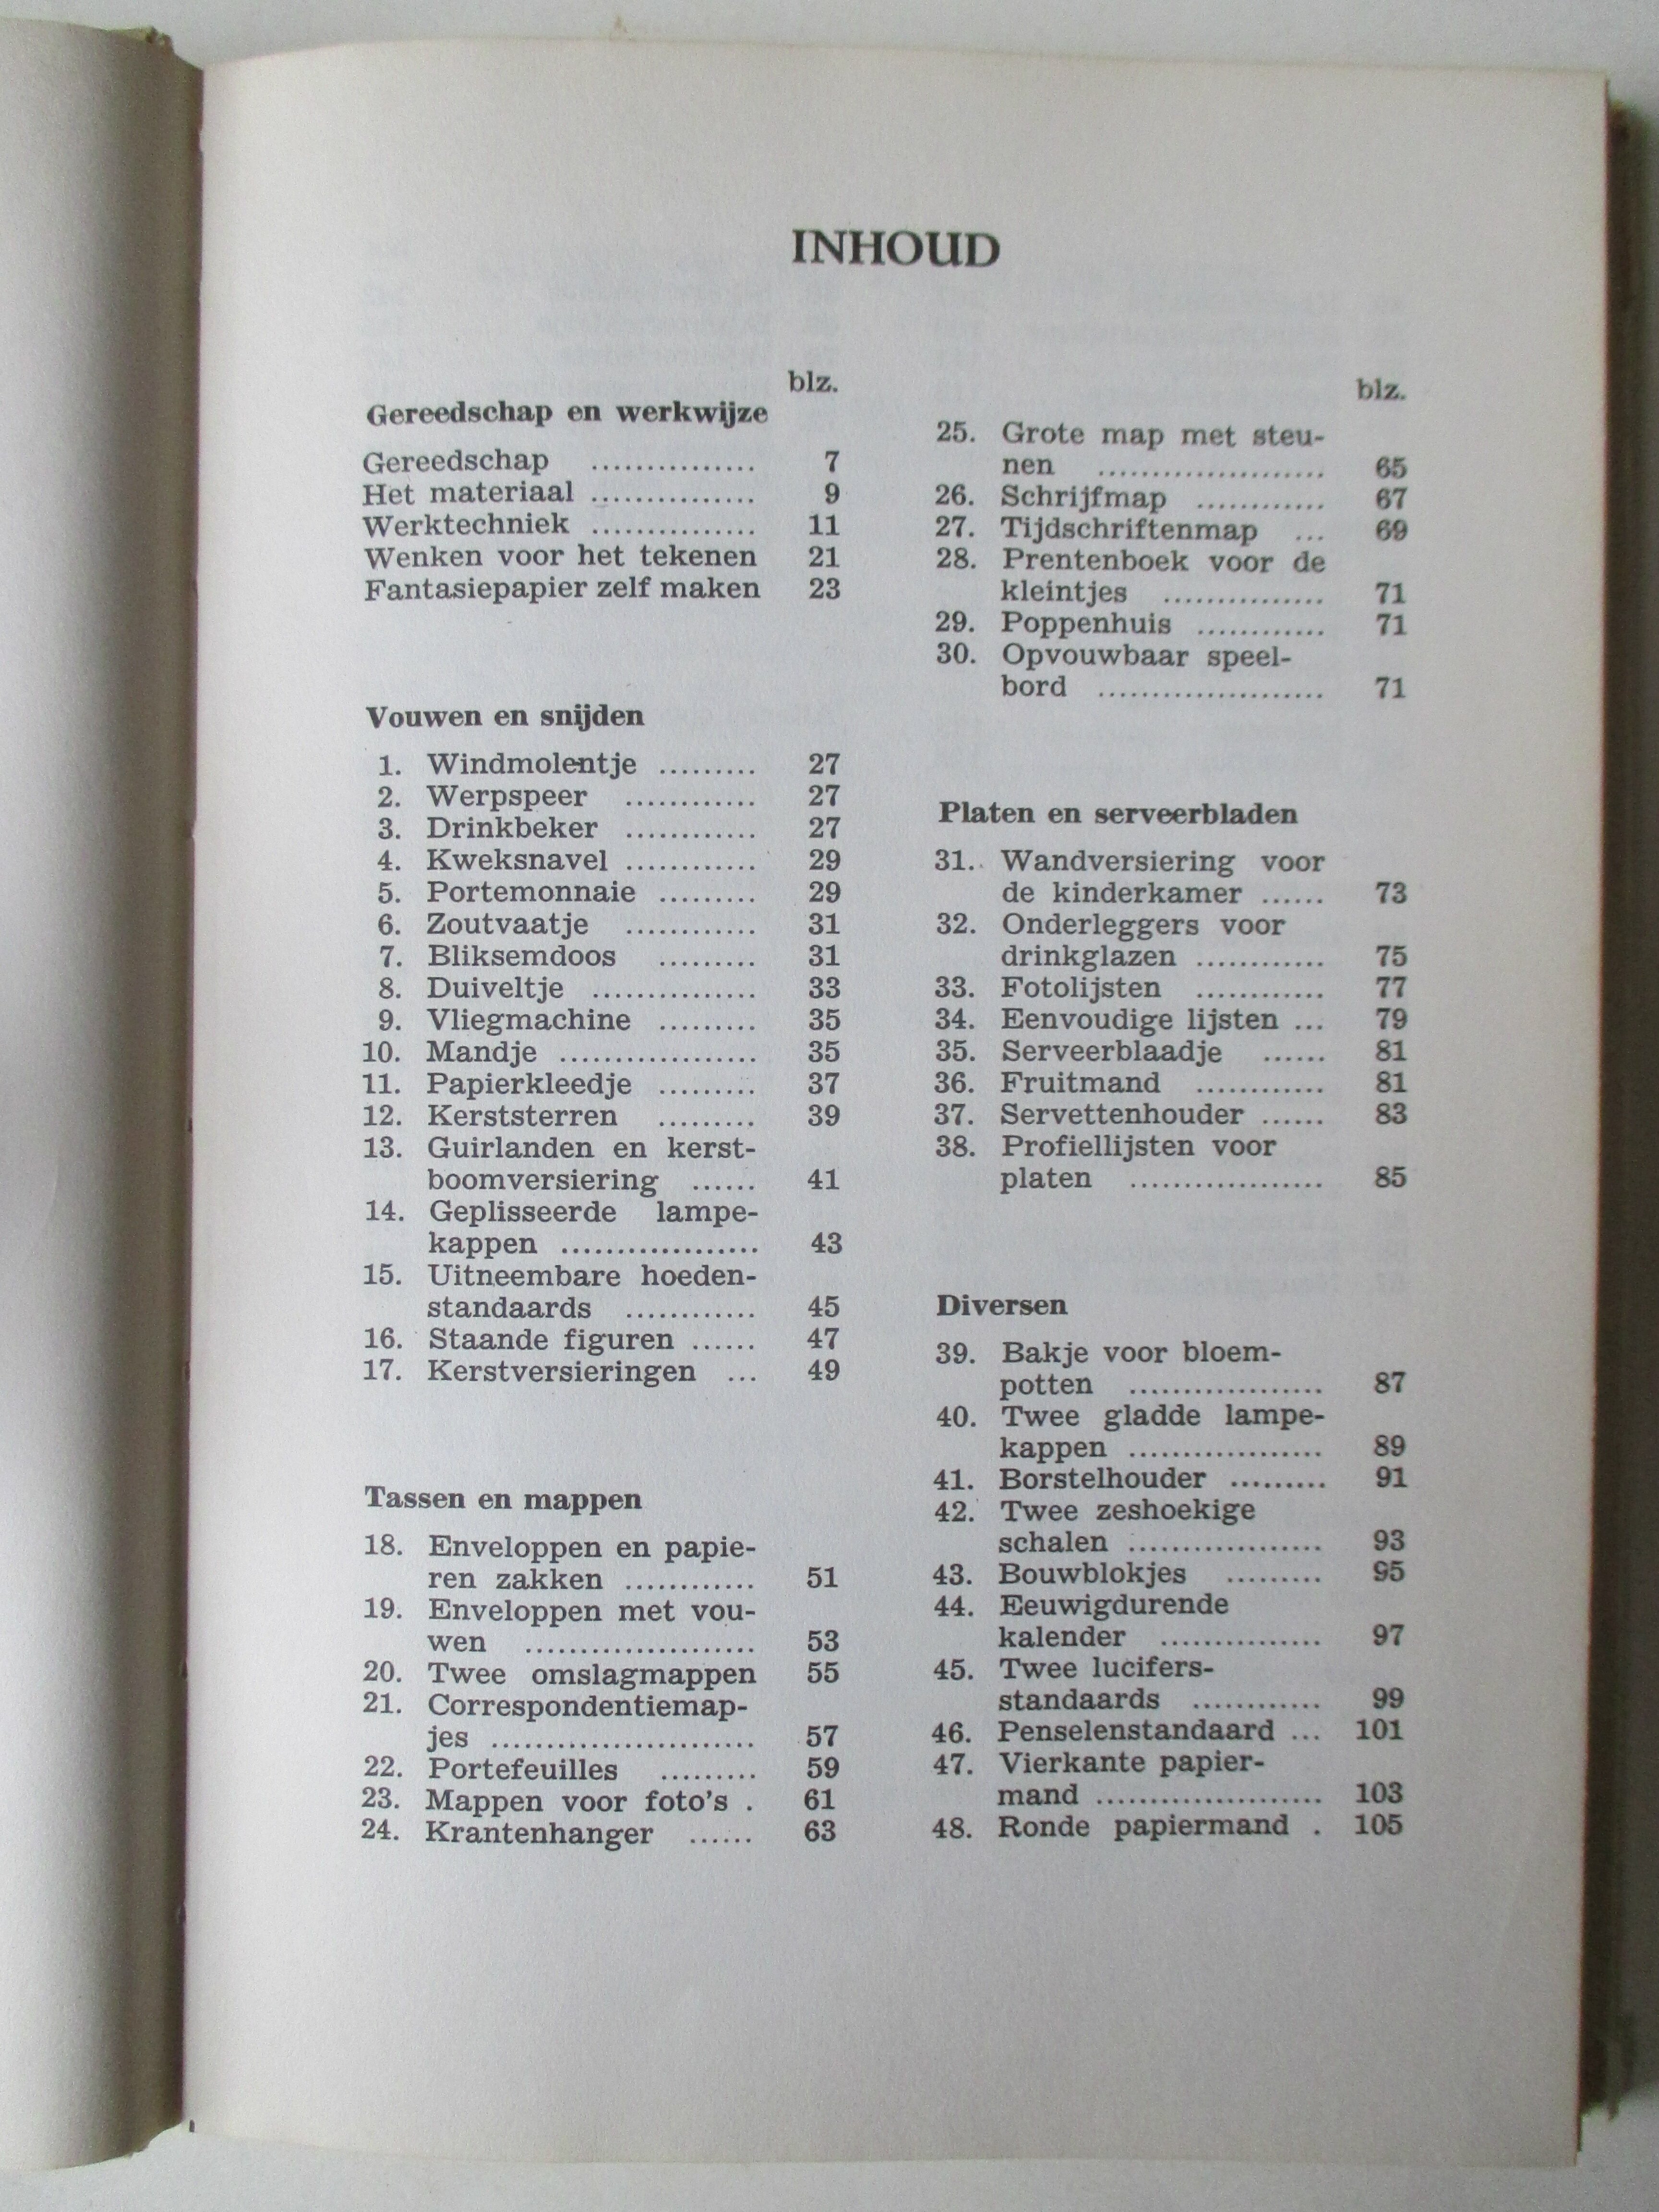 INHOUD
blz.
Gereedschap en werkwijze
Gereedschap ............... 7
Het materiaal ............... 9
Werktechniek ............... 11
Wenken voor het tekenen 21
Fantasiepapier zelf maken 23
Vouwen en snijden
1. Windmolentje ......... 27
2. Werpspeer ............ 27
3. Drinkbeker ............ 27
4. Kweksnavel ............ 29
5. Portemonnaie ......... 29
6. Zoutvaatje ............ 31
7. Bliksemdoos ......... 31
8. Duiveltje ............... 33
9. Vliegmachine ......... 35
10. Mandje .................. 35
11. Papierkleedje ......... 37
12. Kerststerren ......... 39
13. Guirlanden en kerst-
boomversiering ...... 41
14. Geplisseerde lampe-
kappen .................. 43
15. Uitneembare hoeden-
standaards ............ 45
16. Staande figuren ...... 47
17. Kerstversieringen ... 49
Tassen en mappen
18. Enveloppen en papie-
ren zakken ............ 51
19. Enveloppen met vou-
wen ..................... 53
20. Twee omslagmappen 55
21. Correspondentiemap-
jes ........................ 57
22. Portefeuilles ......... 59
23. Mappen voor foto's . 61
24. Krantenhanger ...... 63
blz.
25. Grote map met steu-
nen ..................... 65
26. Schrijfmap ............ 67
27. Tijdschriftenmap ... 69
28. Prentenboek voor de
kleintjes ............... 71
29. Poppenhuis ............ 71
30. Opvouwbaar speel-
bord ..................... 71
Platen en serveerbladen
31. Wandversiering voor
de kinderkamer ...... 73
32. Onderleggers voor
drinkglazen ............ 75
33. Fotolijsten ............ 77
34. Eenvoudige lijsten ... 79
35. Serveerblaadje ...... 81
36. Fruitmand ............ 81
37. Servettenhouder ...... 83
38. Profiellijsten voor
platen .................. 85
Diversen
39. Bakje voor bloem-
potten .................. 87
40. Twee gladde lampe-
kappen .................. 89
41. Borstelhouder ......... 91
42. Twee zeshoekige
schalen .................. 93
43. Bouwblokjes ......... 95
44. Eeuwigdurende
kalender ............... 97
45. Twee lucifers-
standaards ............ 99
46. Penselenstandaard ... 101
47. Vierkante papier-
mand ..................... 103
48. Ronde papiermand . 105